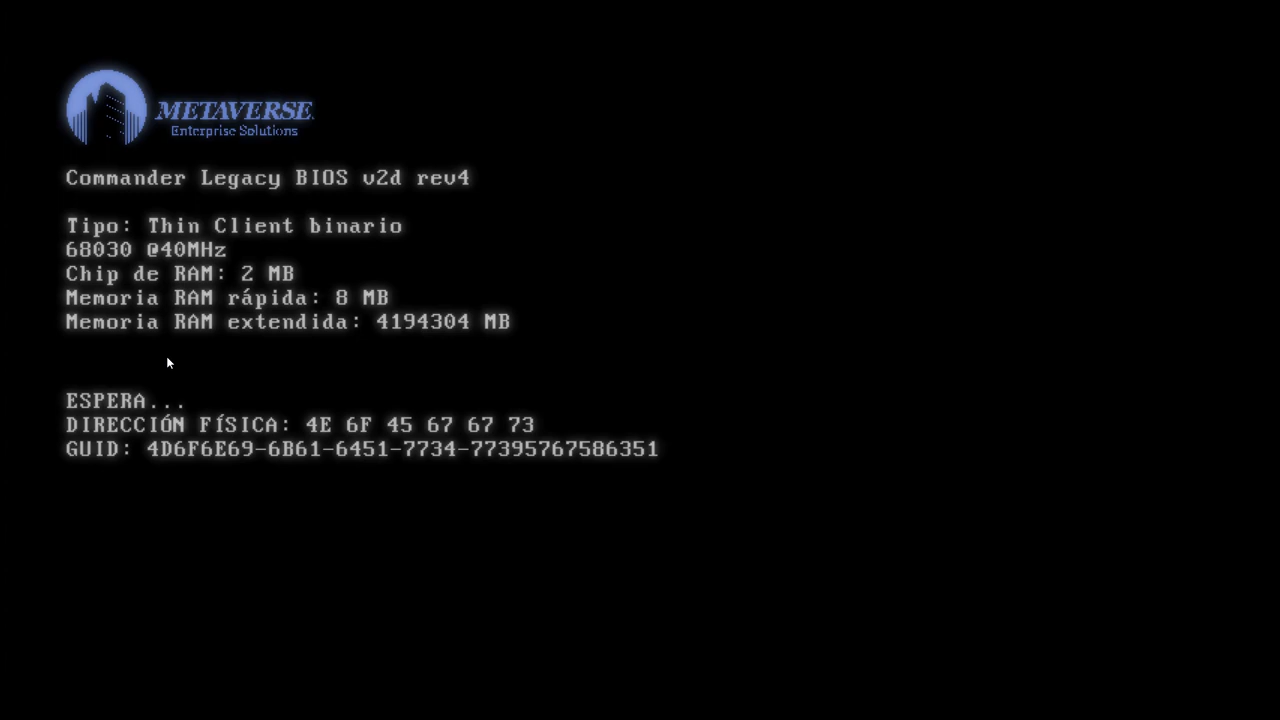 METAVERSE
Enterprise Solutions
Commander Legacy BIOS v2d rev4
Tipo: Thin Client binario
68030 @40MHz
Chip de RAM: 2 MB
Memoria RAM rápida: 8 MB
Memoria RAM extendida: 4194304 MB
ESPERA...
DIRECCIÓN FÍSICA: 4E 6F 45 67 67 73
GUID: 4D6F6E69-6B61-6451-7734-77395767586351